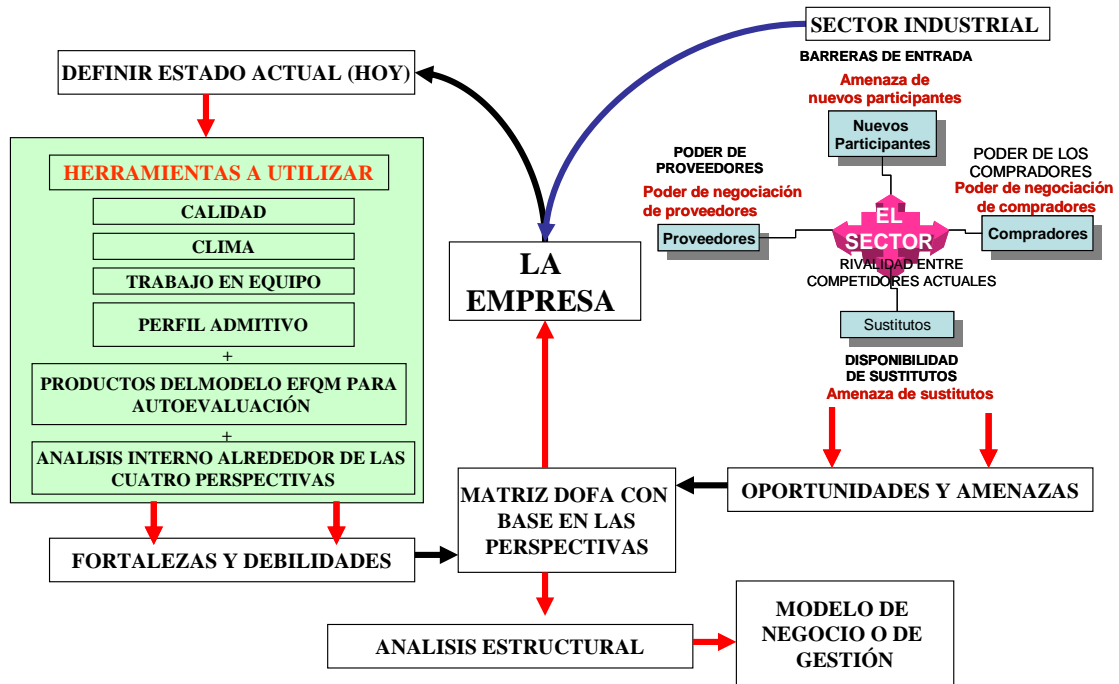 SECTOR INDUSTRIAL
DEFINIR ESTADO ACTUAL (HOY)
HERRAMIENTAS A UTILIZAR
CALIDAD
CLIMA
TRABAJO EN EQUIPO
PERFIL ADMITIVO
+
PRODUCTOS DELMODELO EFQM PARA
AUTOEVALUACIÓN
+
ANALISIS INTERNO ALREDEDOR DE LAS
CUATRO PERSPECTIVAS
FORTALEZAS Y DEBILIDADES
LA
EMPRESA
BARRERAS DE ENTRADA
Amenaza de
nuevos participantes
Nuevos
Participantes
PODER DE
PROVEEDORES
Poder de negociación
de proveedores
Proveedores
EL
SECTOR
RIVALIDAD ENTRE
COMPETIDORES ACTUALES
PODER DE LOS
COMPRADORES
Poder de negociación
de compradores
Compradores
Sustitutos
DISPONIBILIDAD
DE SUSTITUTOS
Amenaza de sustitutos
OPORTUNIDADES Y AMENAZAS
MATRIZ DOFA CON
BASE EN LAS
PERSPECTIVAS
ANALISIS ESTRUCTURAL
MODELO DE
NEGOCIO O DE
GESTIÓN